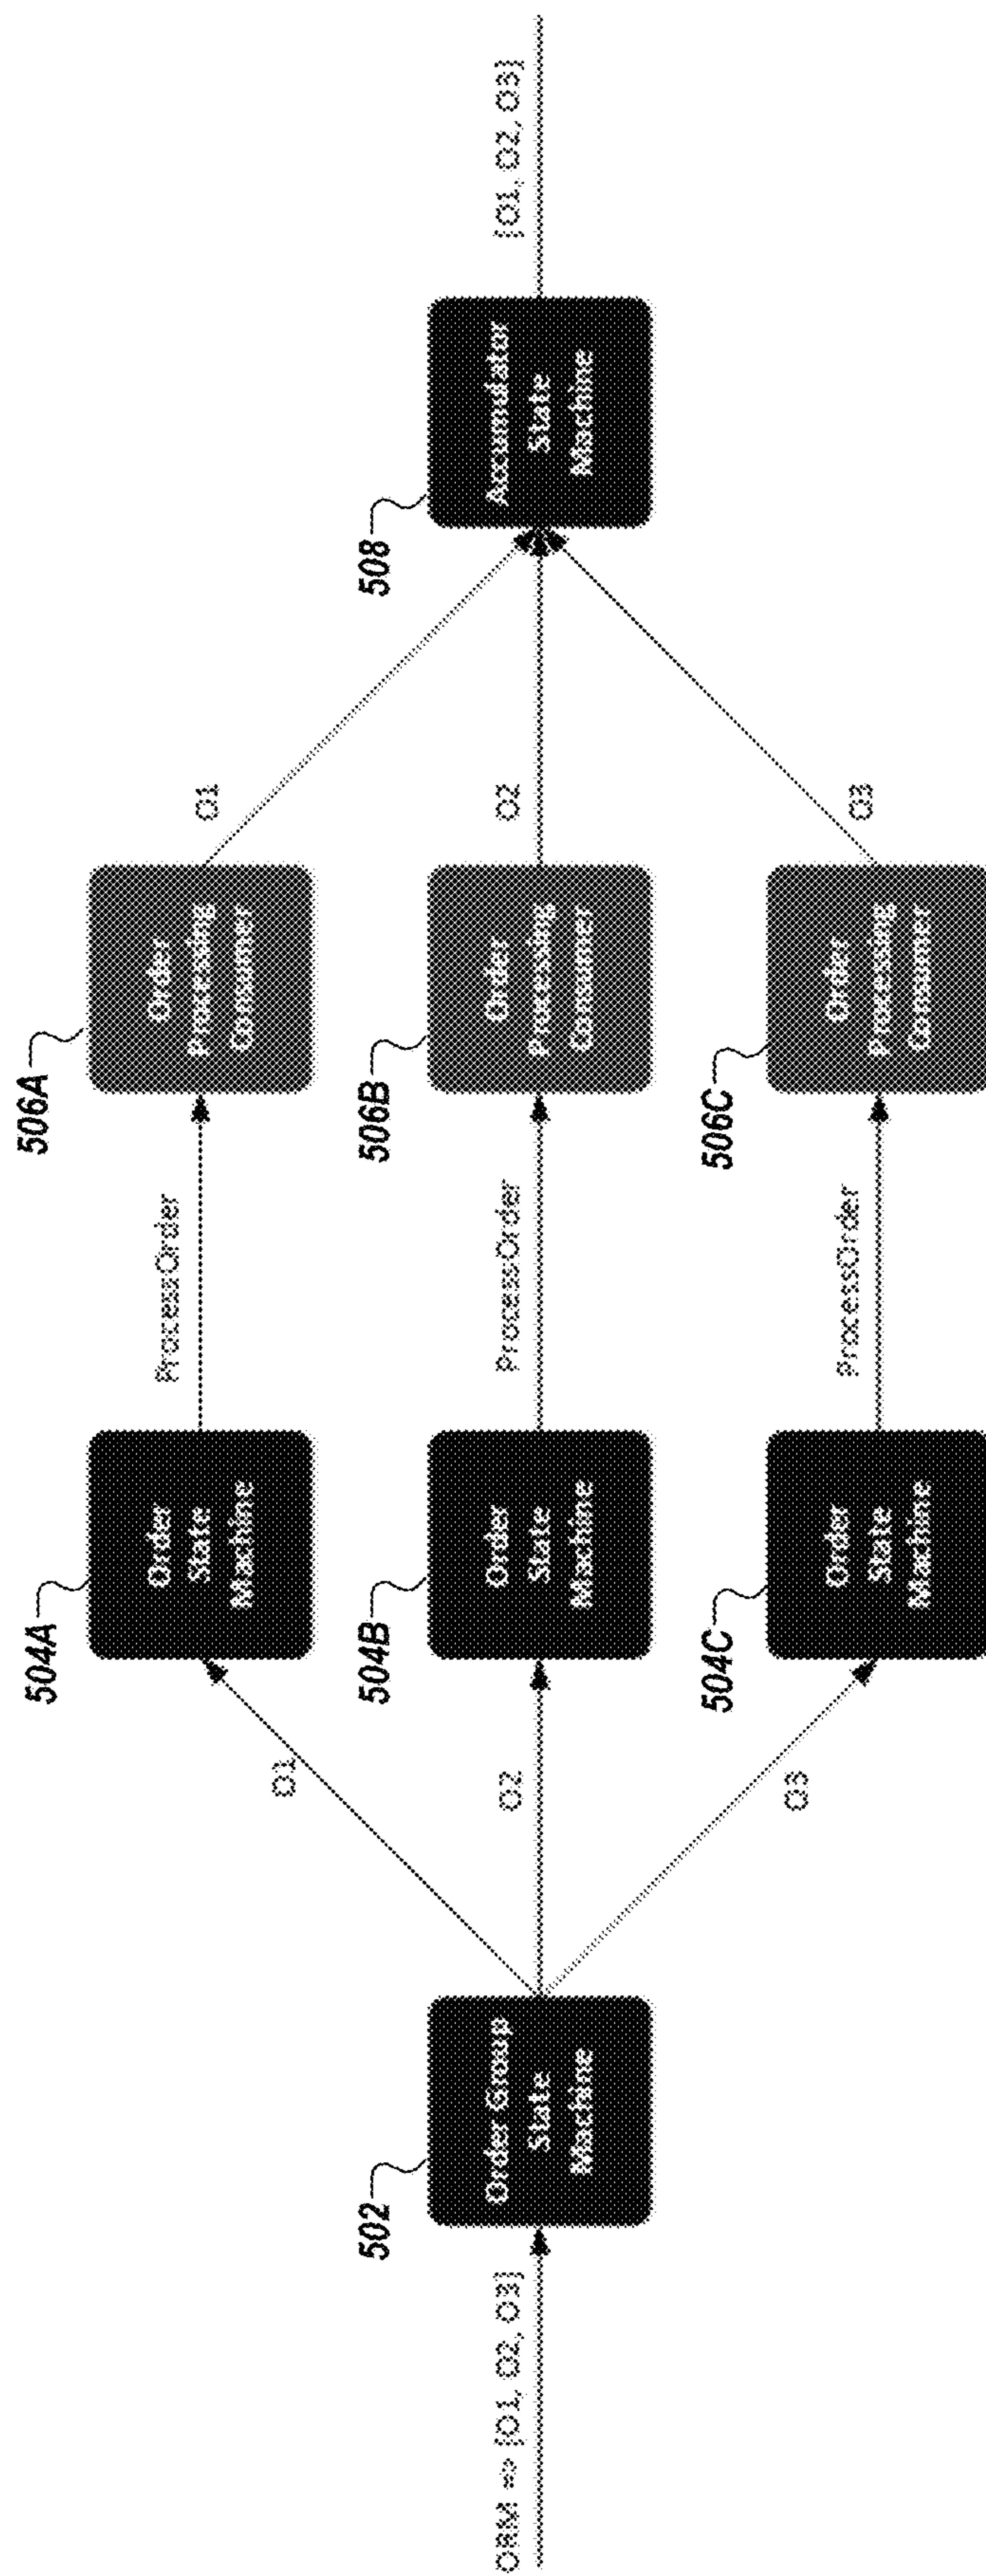 ORM => [O1, O2, O3]
502
Order Group
State
Machine
O1
O2
O3
504A
Order
State
Machine
504B
Order
State
Machine
504C
Order
State
Machine
ProcessOrder
ProcessOrder
ProcessOrder
506A
Order
Processing
Consumer
506B
Order
Processing
Consumer
506C
Order
Processing
Consumer
O1
O2
O3
508
Accumulator
State
Machine
[O1, O2, O3]